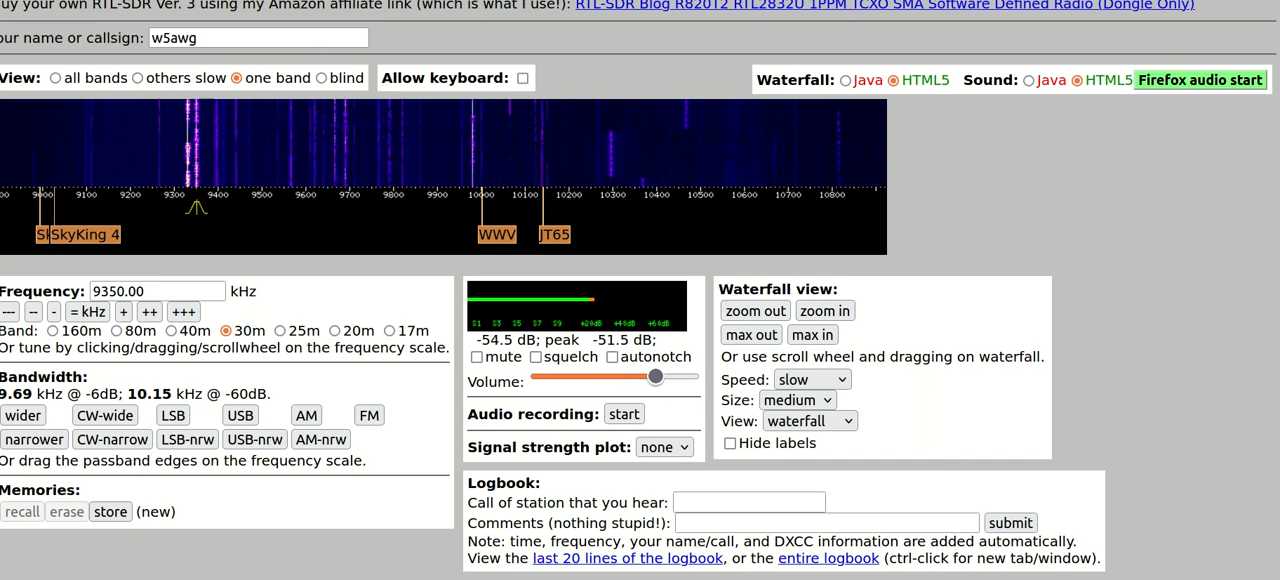 uy your own RTL-SDR Ver. 3 using my Amazon affiliate link (which is what I use!): RTL-SDR Blog R820T2 RTL2832U 1PPM TCXO SMA Software Defined Radio (Dongle Only)
our name or callsign: w5awg
View: all bands others slow one band blind Allow keyboard: Waterfall: Java HTML5 Sound: Java HTML5 Firefox audio start
00 9000 9100 9200 9300 9400 9500 9600 9700 9800 9900 10000 10100 10200 10300 10400 10500 10600 10700 10800
SkyKing 4 WWV JT65
Frequency: 9350.00 kHz
--- -- - = kHz + ++ +++
Band: 160m 80m 40m 30m 25m 20m 17m
Or tune by clicking/dragging/scrollwheel on the frequency scale.
Bandwidth:
9.69 kHz @ -6dB; 10.15 kHz @ -60dB.
wider CW-wide LSB USB AM FM
narrower CW-narrow LSB-nrw USB-nrw AM-nrw
Or drag the passband edges on the frequency scale.
Memories:
recall erase store (new)
S1 S3 S5 S7 S9 +20dB +40dB +60dB
-54.5 dB; peak -51.5 dB;
mute squelch autonotch
Volume:
Audio recording: start
Signal strength plot: none
Waterfall view:
zoom out zoom in
max out max in
Or use scroll wheel and dragging on waterfall.
Speed: slow
Size: medium
View: waterfall
Hide labels
Logbook:
Call of station that you hear:
Comments (nothing stupid!): submit
Note: time, frequency, your name/call, and DXCC information are added automatically.
View the last 20 lines of the logbook, or the entire logbook (ctrl-click for new tab/window).